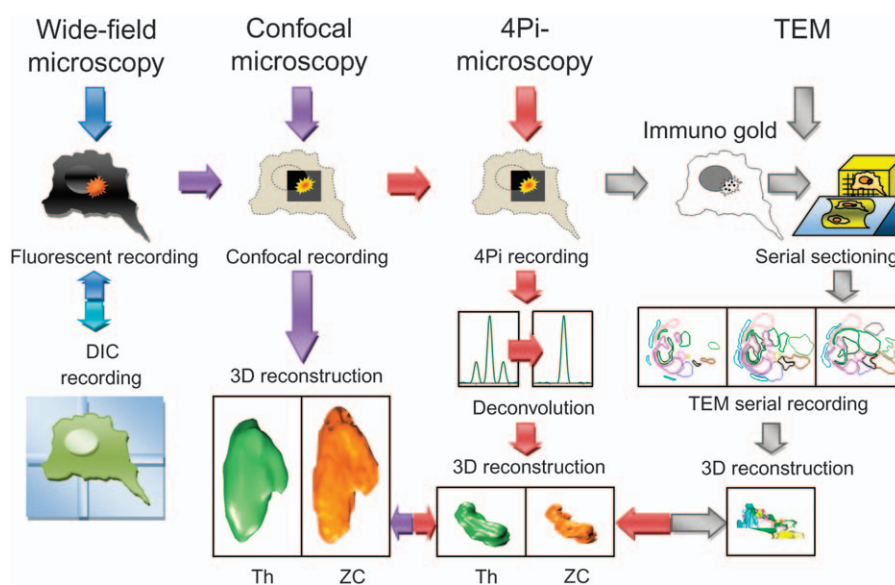 Wide-field
microscopy
Confocal
microscopy
4Pi-
microscopy
TEM
Immuno gold
Fluorescent recording
Confocal recording
4Pi recording
Serial sectioning
DIC
recording
3D reconstruction
Deconvolution
TEM serial recording
3D reconstruction
3D reconstruction
Th
ZC
Th
ZC